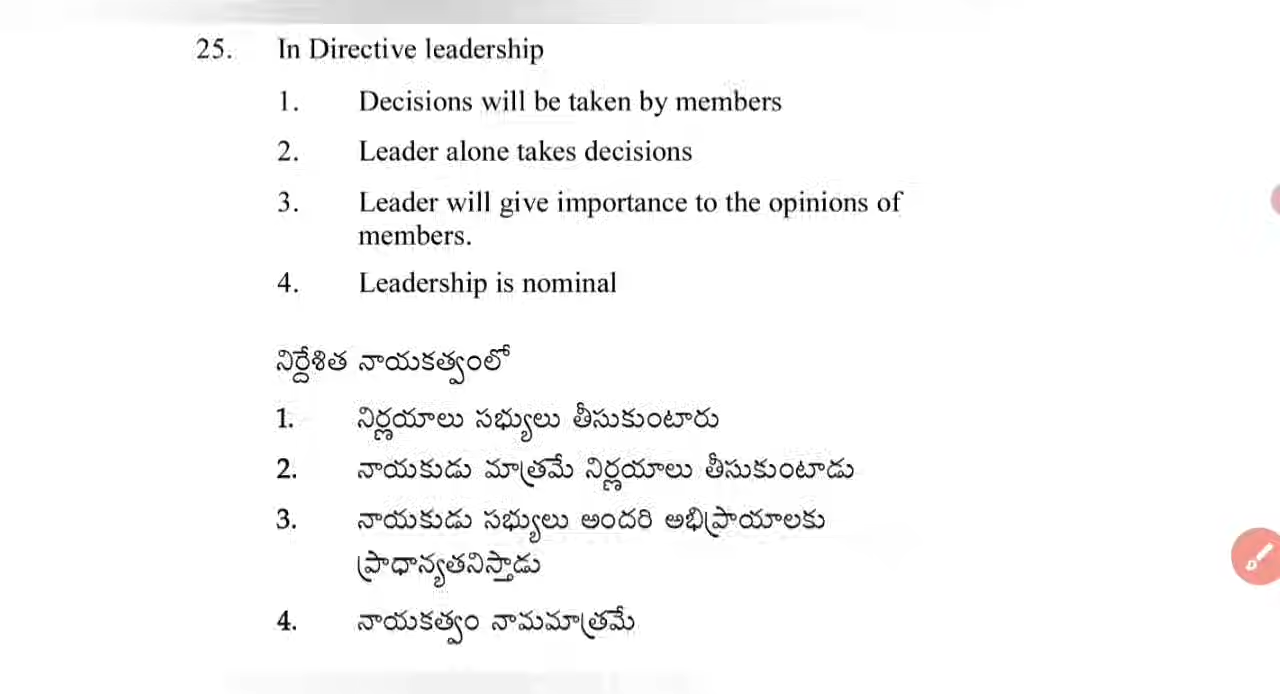 25. In Directive leadership
1. Decisions will be taken by members
2. Leader alone takes decisions
3. Leader will give importance to the opinions of
members.
4. Leadership is nominal
నిర్దేశిత నాయకత్వంలో
1. నిర్ణయాలు సభ్యులు తీసుకుంటారు
2. నాయకుడు మాత్రమే నిర్ణయాలు తీసుకుంటాడు
3. నాయకుడు సభ్యులు అందరి అభిప్రాయాలకు
ప్రాధాన్యతనిస్తాడు
4. నాయకత్వం నామమాత్రమే